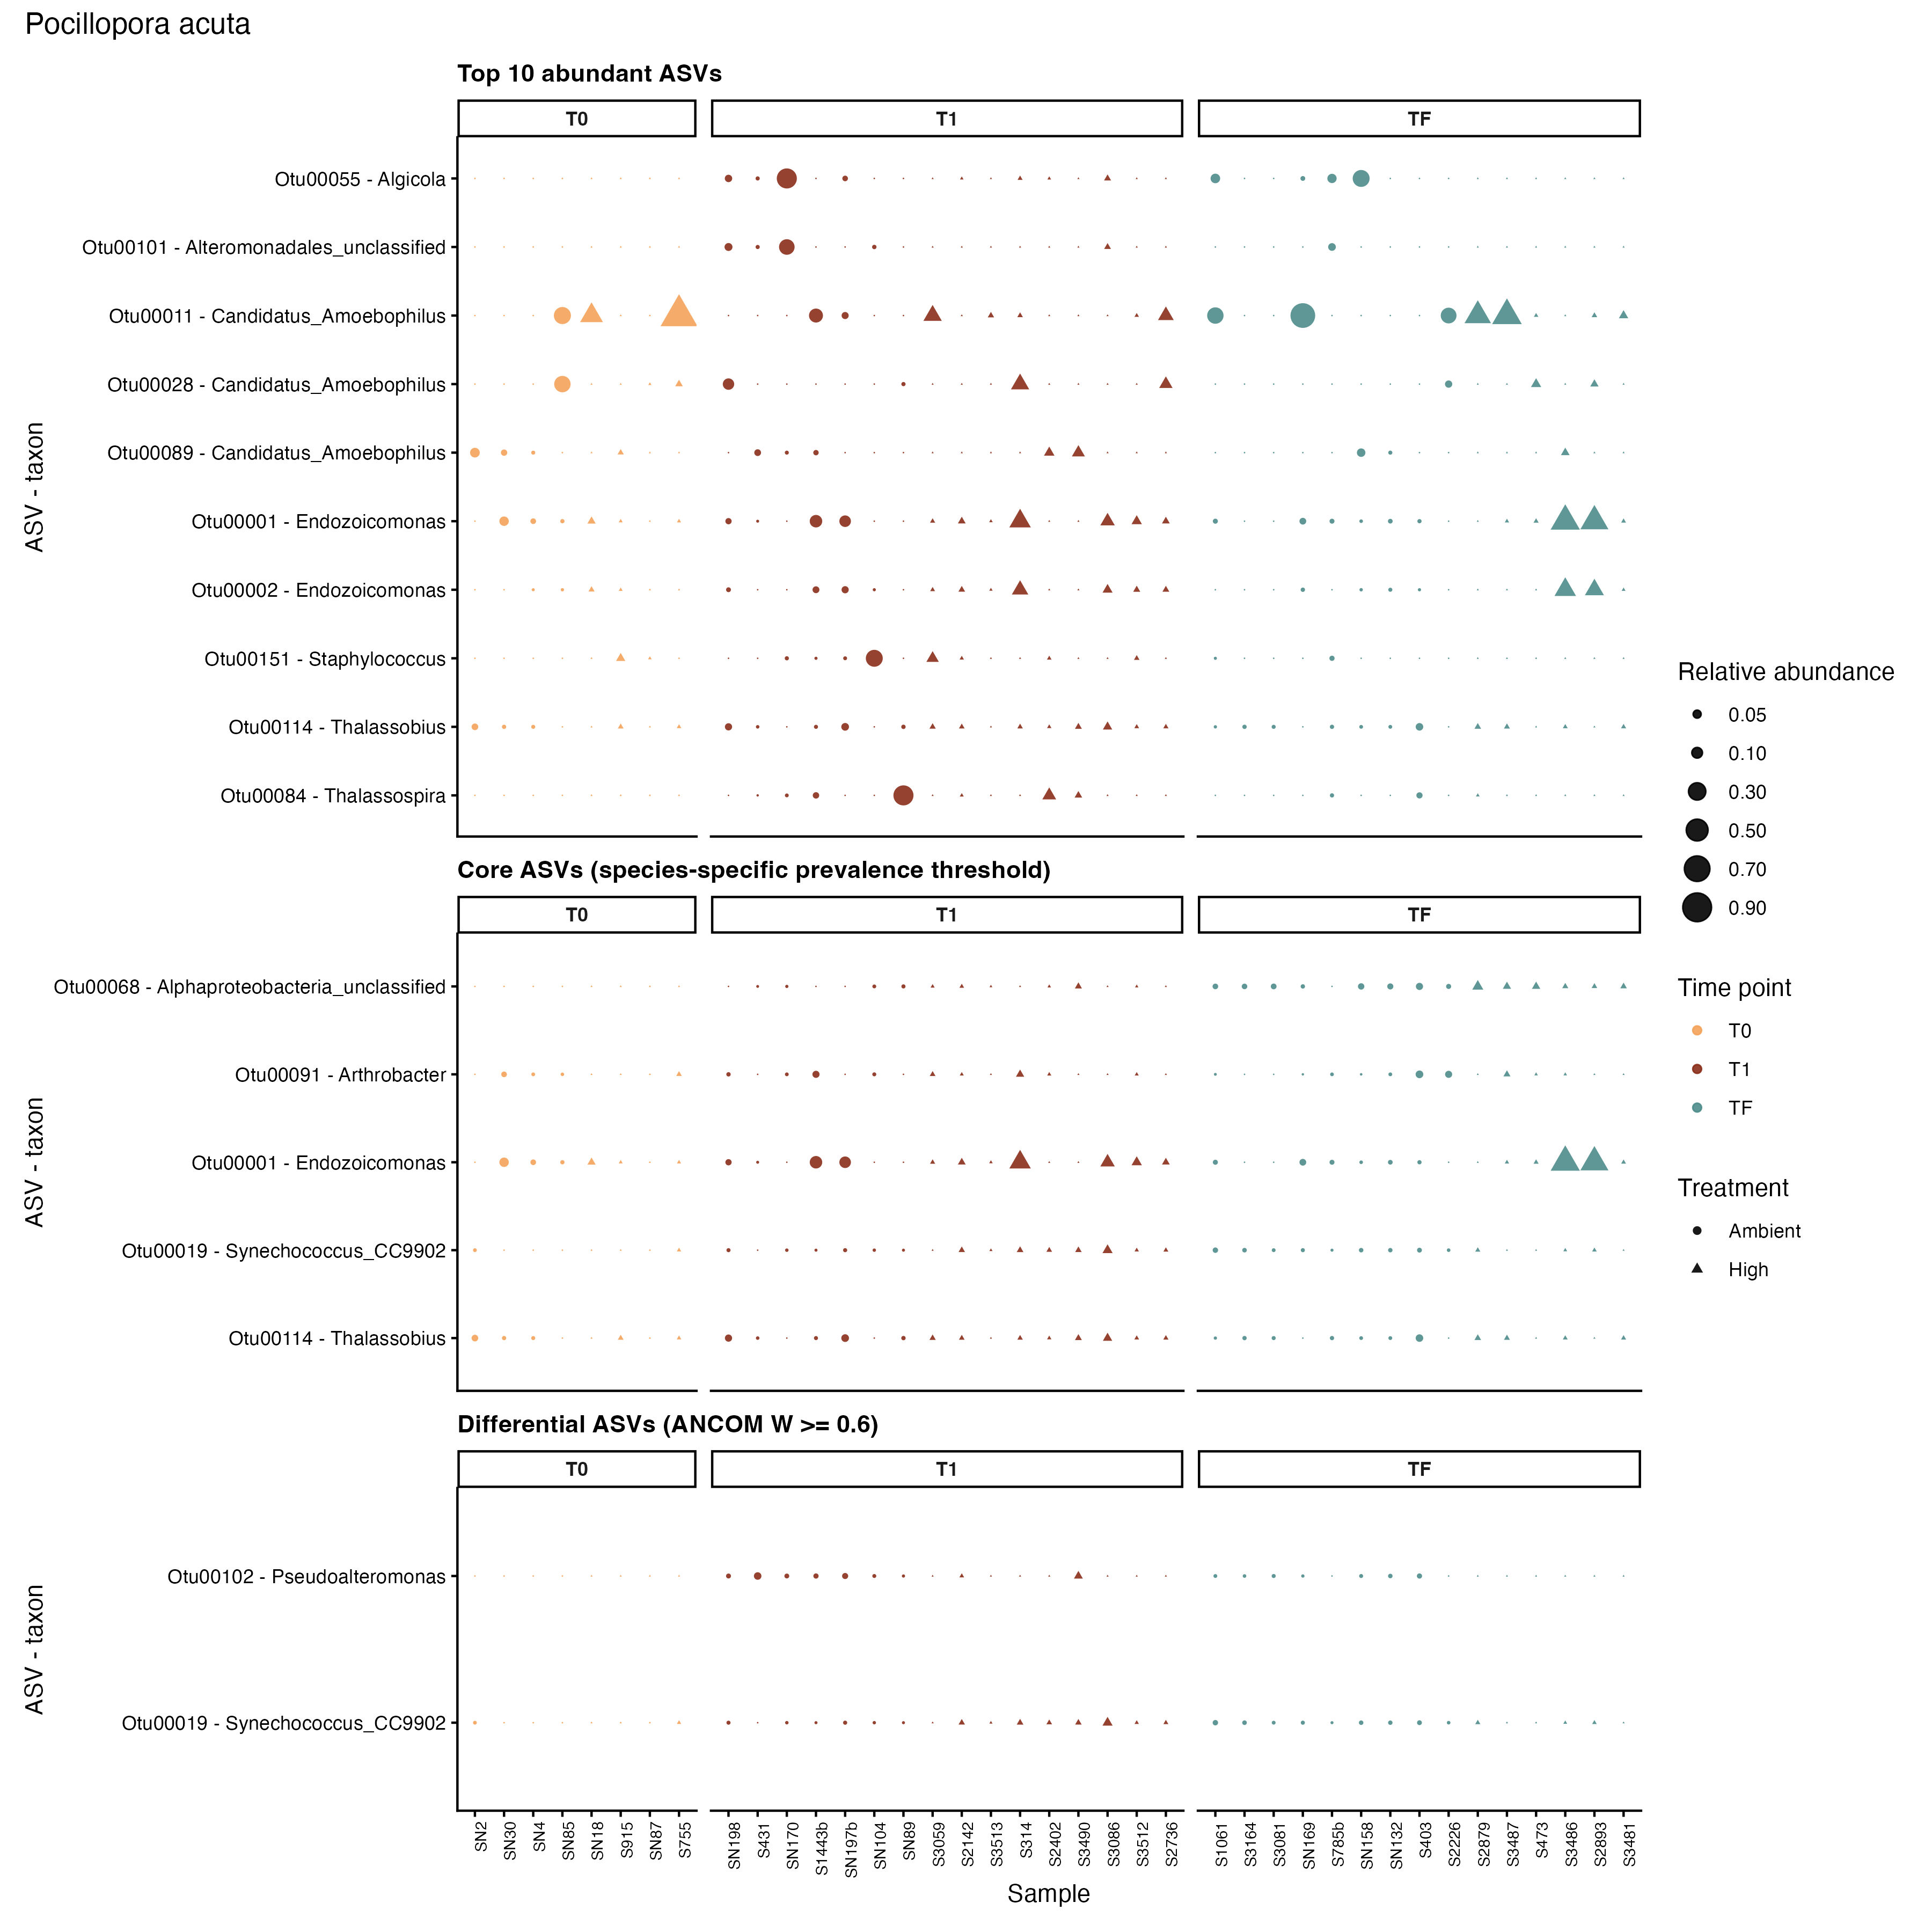 Pocillopora acuta
Top 10 abundant ASVs
T0 T1 TF
ASV - taxon
Otu00055 - Algicola
Otu00101 - Alteromonadales_unclassified
Otu00011 - Candidatus_Amoebophilus
Otu00028 - Candidatus_Amoebophilus
Otu00089 - Candidatus_Amoebophilus
Otu00001 - Endozoicomonas
Otu00002 - Endozoicomonas
Otu00151 - Staphylococcus
Otu00114 - Thalassobius
Otu00084 - Thalassospira
Core ASVs (species-specific prevalence threshold)
T0 T1 TF
ASV - taxon
Otu00068 - Alphaproteobacteria_unclassified
Otu00091 - Arthrobacter
Otu00001 - Endozoicomonas
Otu00019 - Synechococcus_CC9902
Otu00114 - Thalassobius
Differential ASVs (ANCOM W >= 0.6)
T0 T1 TF
ASV - taxon
Otu00102 - Pseudoalteromonas
Otu00019 - Synechococcus_CC9902
SN2 SN30 SN4 SN85 SN18 S915 SN87 S755 SN198 S431 SN170 S1443b SN197b SN104 SN89 S3059 S2142 S3513 S314 S2402 S3490 S3086 S3512 S2736 S1061 S3164 S3081 SN169 S785b SN158 SN132 S403 S2226 S2879 S3487 S473 S3486 S2893 S3481
Sample
Relative abundance
0.05
0.10
0.30
0.50
0.70
0.90
Time point
T0
T1
TF
Treatment
Ambient
High